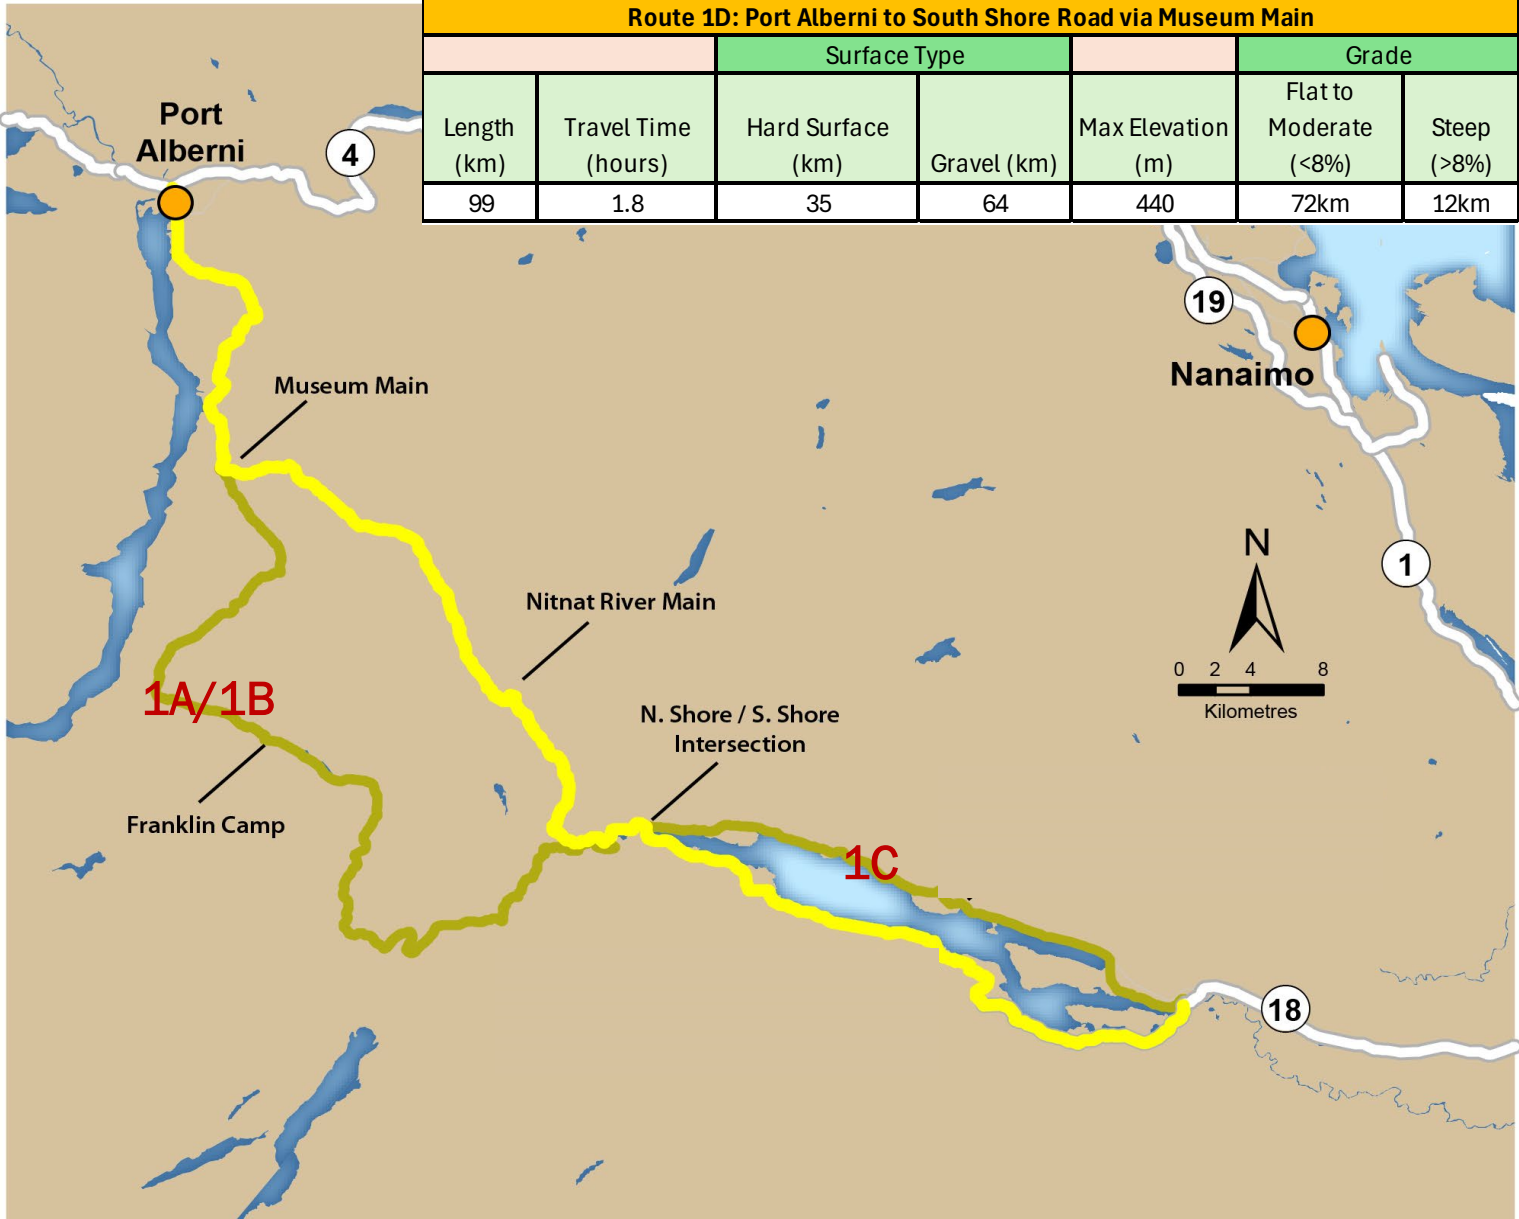 Route 1D: Port Alberni to South Shore Road via Museum Main
Surface Type
Grade
Length (km)
Travel Time (hours)
Hard Surface (km)
Gravel (km)
Max Elevation (m)
Flat to Moderate (<8%)
Steep (>8%)
99
1.8
35
64
440
72km
12km
Port
Alberni
4
19
Nanaimo
Museum Main
1
N
Nitnat River Main
0 2 4 8
Kilometres
1A/1B
N. Shore / S. Shore
Intersection
Franklin Camp
1C
18